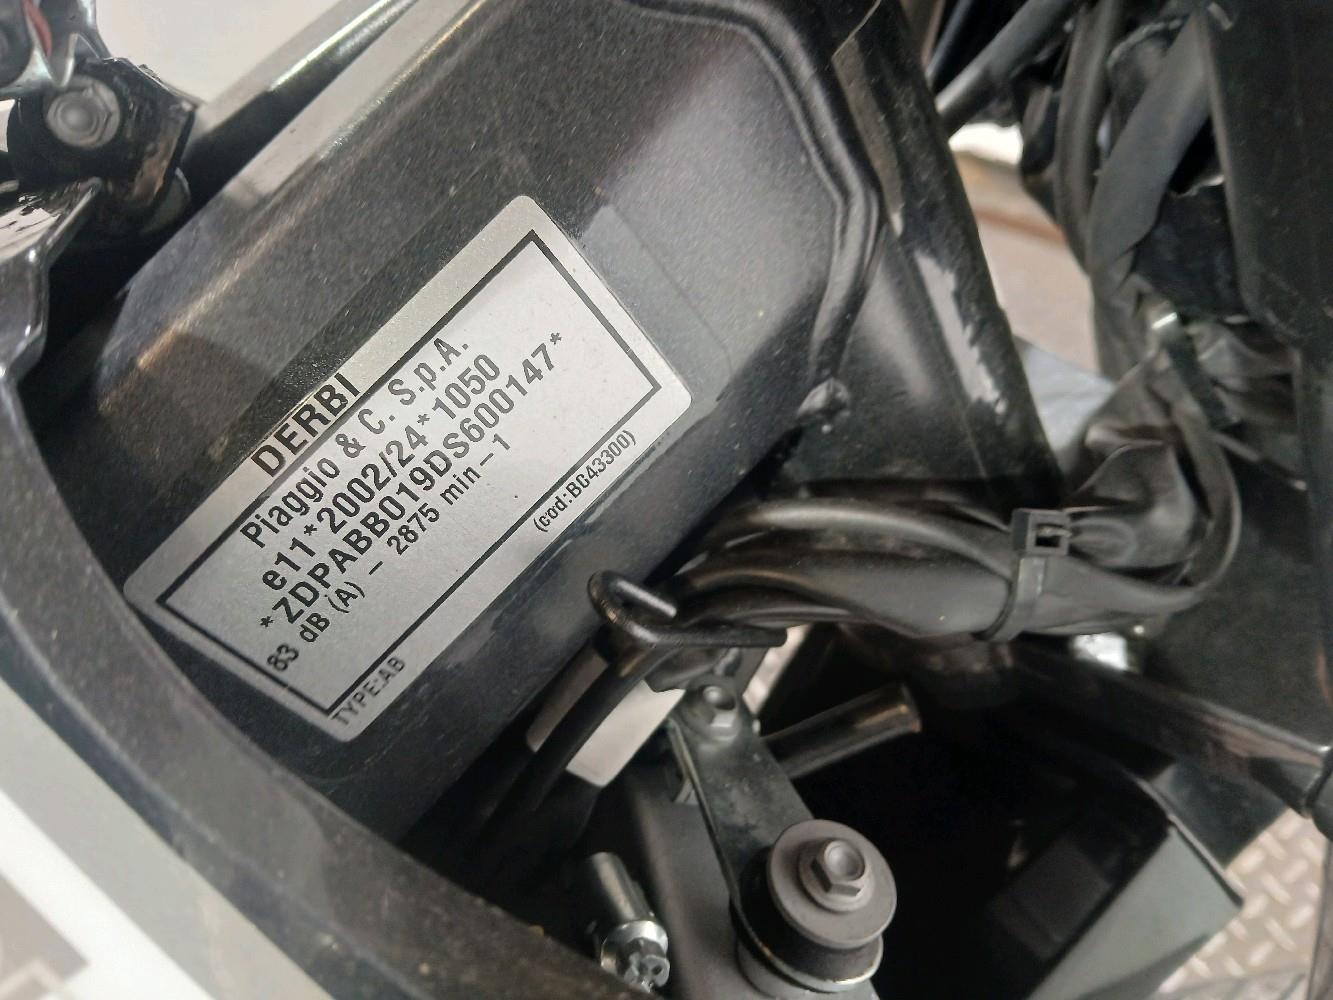 DERBI
Piaggio & C. S.p.A.
e11*2002/24*1050
*ZDPABB019DS600147*
83 dB (A) - 2875 min-1
(cod:BG43300)
TYPE:AB